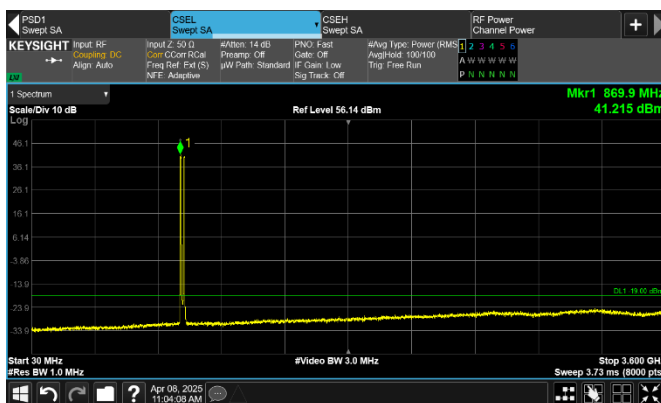 PSD1
Swept SA
CSEL
Swept SA
CSEH
Swept SA
RF Power
Channel Power
+
KEYSIGHT
Input: RF
Coupling: DC
Align: Auto
Input Z: 50 Ω
Corr CCorr RCal
Freq Ref: Ext (S)
NFE: Adaptive
#Atten: 14 dB
Preamp: Off
µW Path: Standard
PNO: Fast
Gate: Off
IF Gain: Low
Sig Track: Off
#Avg Type: Power (RMS
Avg|Hold: 100/100
Trig: Free Run
1 2 3 4 5 6
A W W W W W
P N N N N N
1 Spectrum
Scale/Div 10 dB
Ref Level 56.14 dBm
Mkr1 869.9 MHz
41.215 dBm
Log
1
46.1
36.1
26.1
16.1
6.14
-3.86
-13.9
DL1 -19.00 dBm
-23.9
-33.9
Start 30 MHz
#Video BW 3.0 MHz
Stop 3.600 GH
#Res BW 1.0 MHz
Sweep 3.73 ms (8000 pts
?
Apr 08, 2025
11:04:08 AM